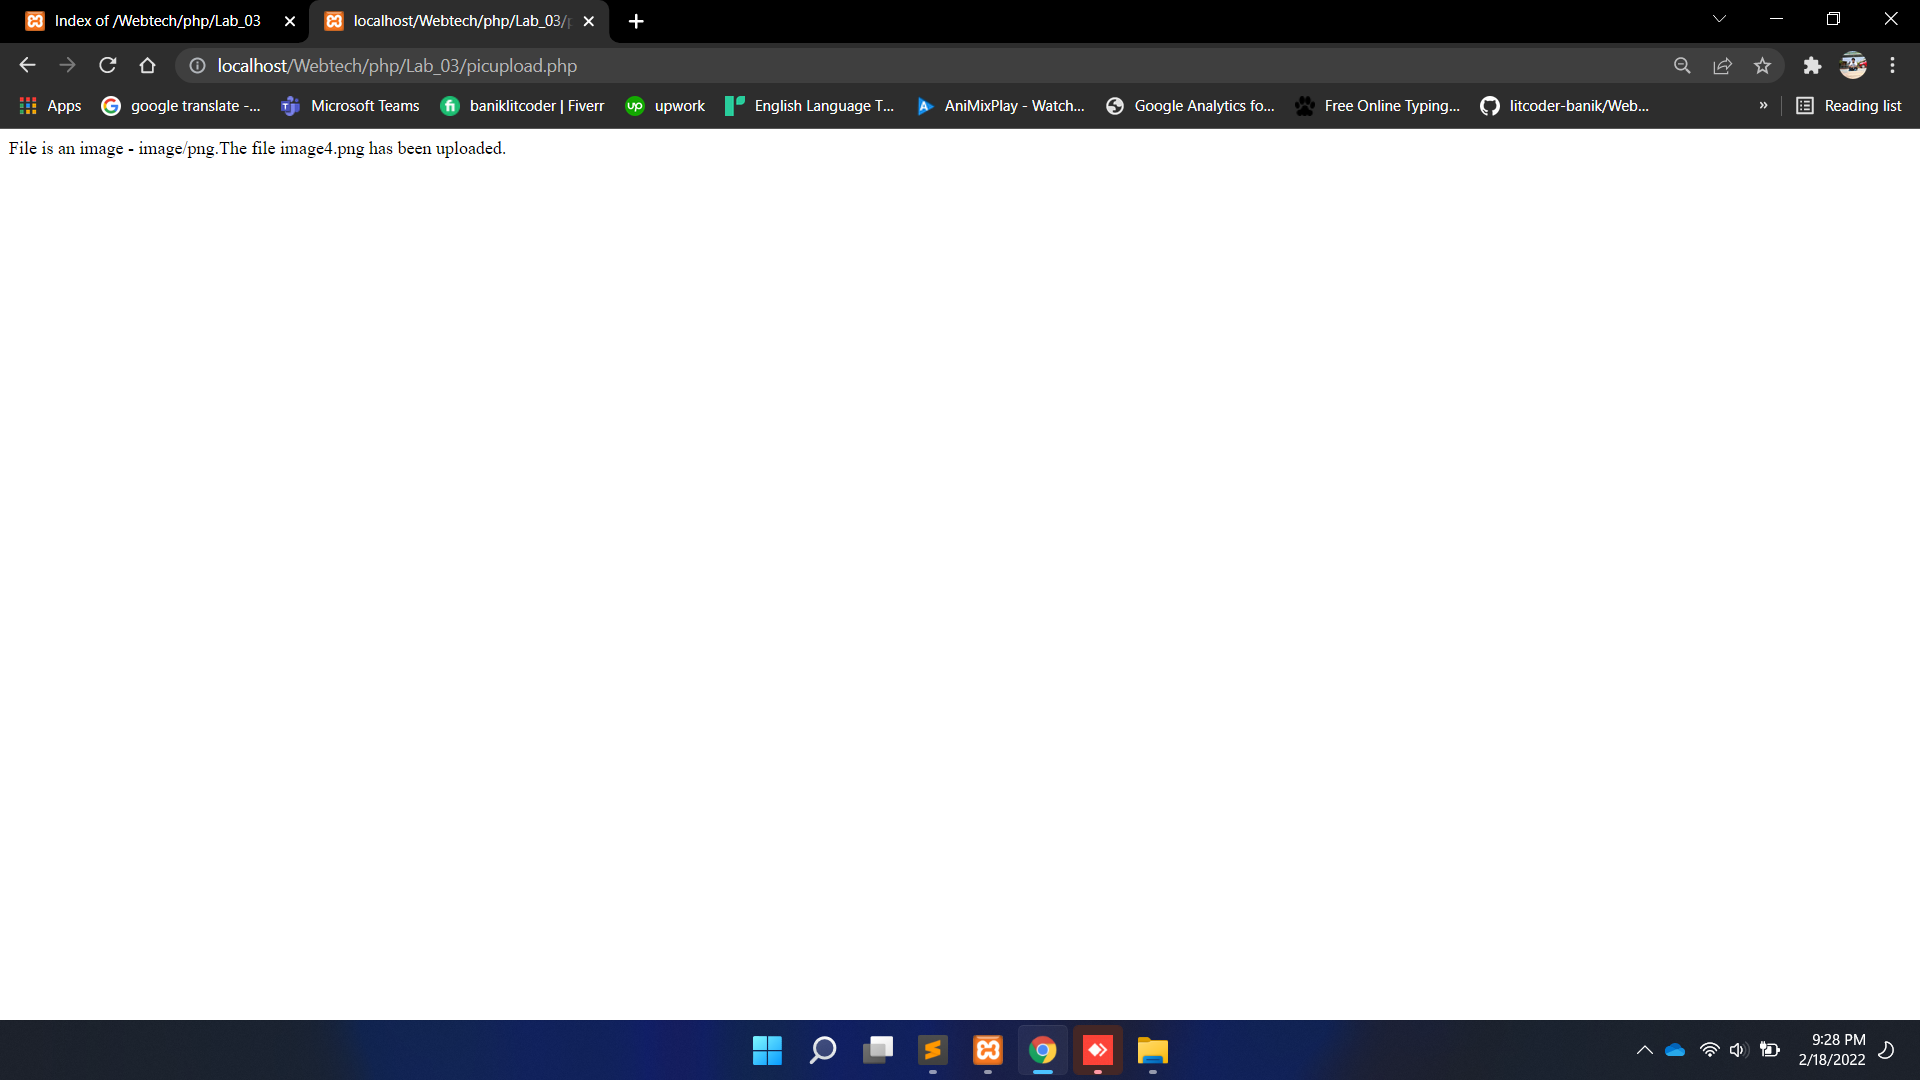 Index of /Webtech/php/Lab_03
localhost/Webtech/php/Lab_03/p
localhost/Webtech/php/Lab_03/picupload.php
Apps
google translate -...
Microsoft Teams
baniklitcoder | Fiverr
up
upwork
English Language T...
AniMixPlay - Watch...
Google Analytics fo...
Free Online Typing...
litcoder-banik/Web...
»
Reading list
File is an image - image/png.The file image4.png has been uploaded.
9:28 PM
2/18/2022